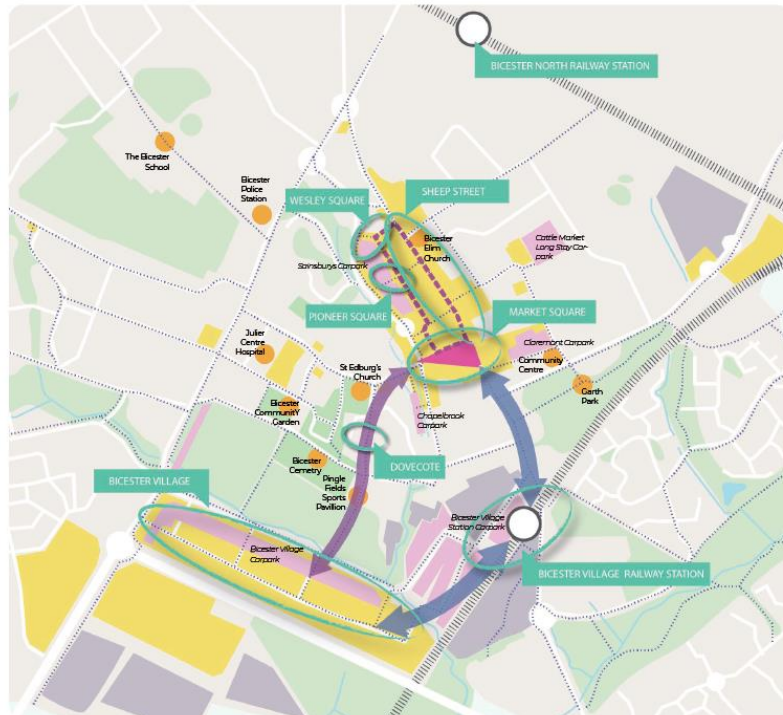 BICESTER NORTH RAILWAY STATION
The Bicester
School
Bicester
Police
Station
WESLEY SQUARE
SHEEP STREET
Bicester
Elim
Church
Cattle Market
Long Stay Car-
park
Sainsburys Carpark
PIONEER SQUARE
MARKET SQUARE
Julier
Centre
Hospital
St Edburg's
Church
Claremont Carpark
Community
Centre
Garth
Park
Bicester
CommunitY
Garden
Chapelbrook
Carpark
Bicester
Cemetry
DOVECOTE
BICESTER VILLAGE
Pingle
Fields
Sports
Pavillion
Bicester Village
Station Carpark
Bicester Village
Carpark
BICESTER VILLAGE RAILWAY STATION